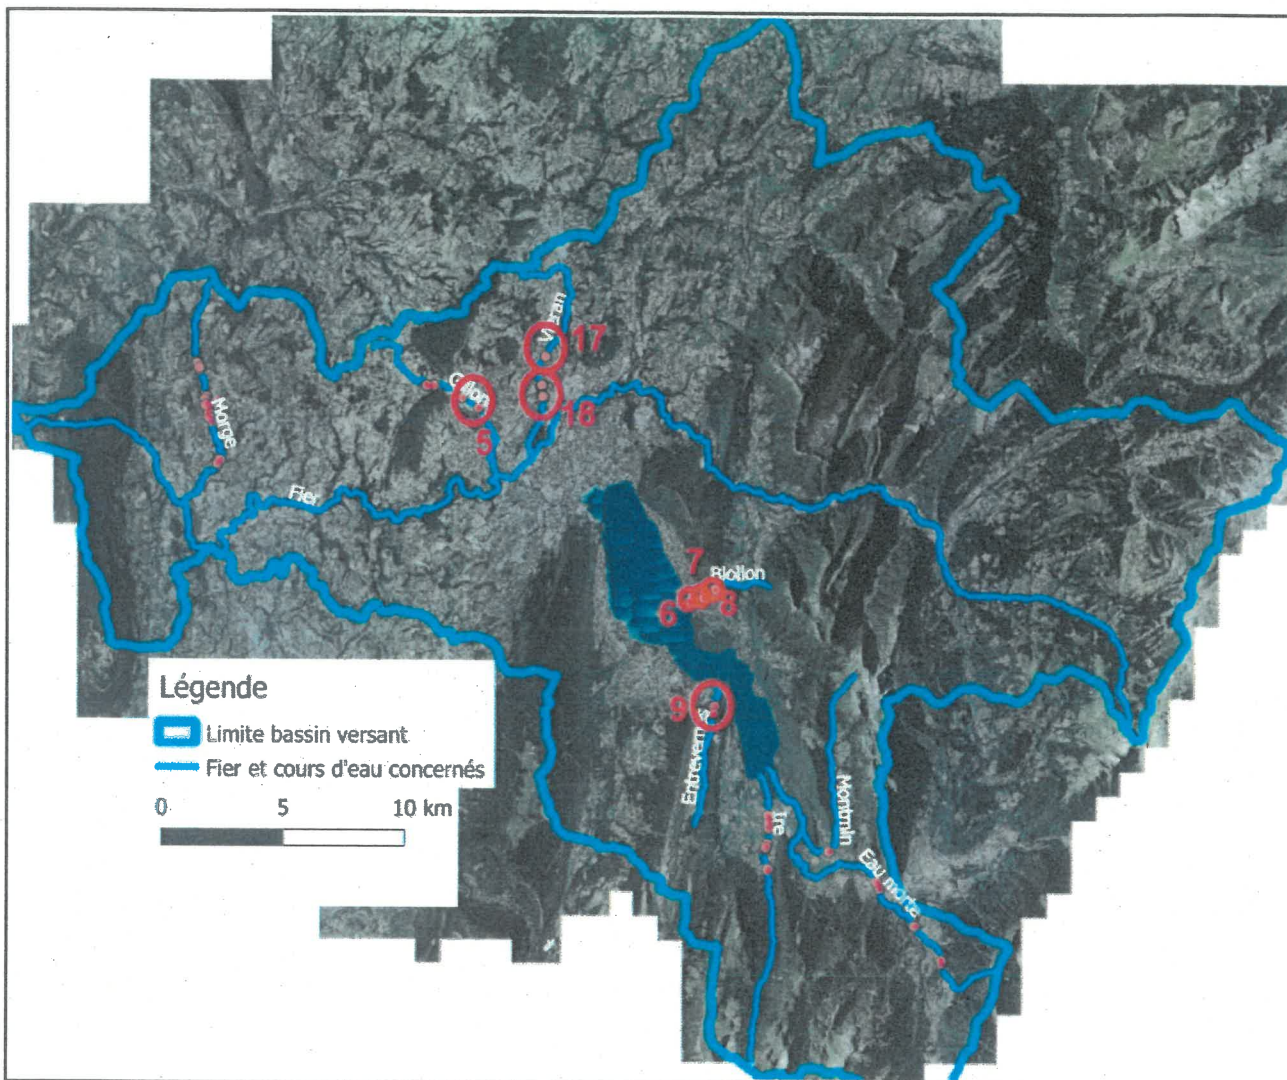 17
Gillon
18
5
Morge
Fier
7
Biollon
6
8
Légende
9
Limite bassin versant
Fier et cours d'eau concernés
0 5 10 km
Montmin
Ire
Eau morte